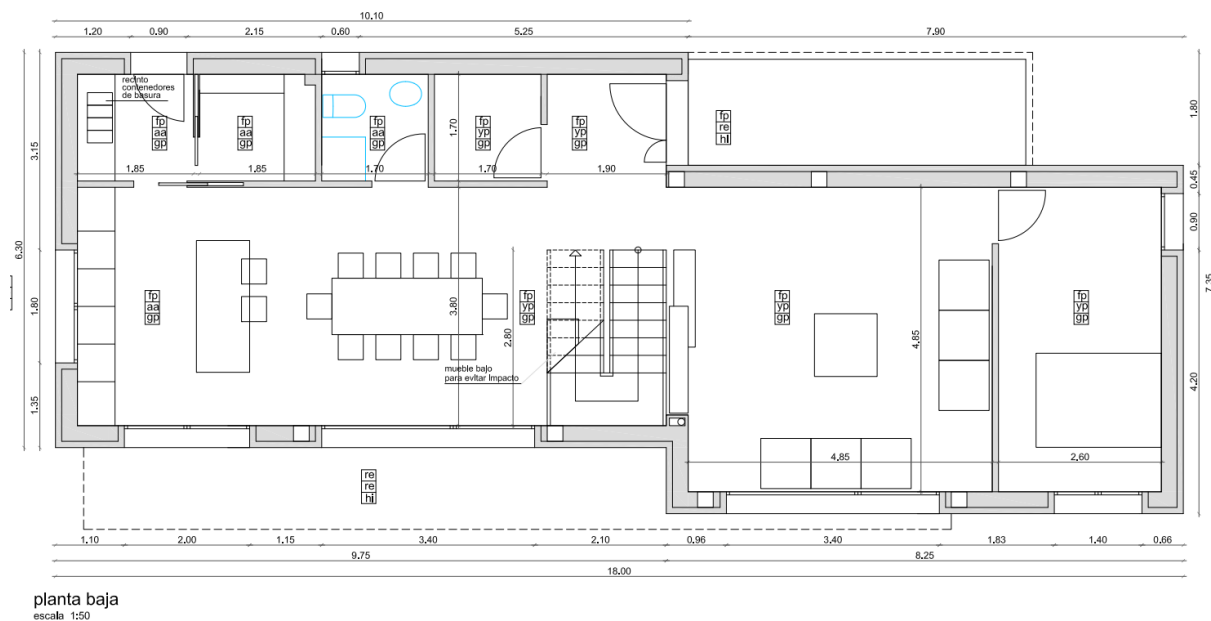 10.10
1.20
0.90
2.15
0.60
5.25
7.90
recinto
contenedores
de basura
fp
aa
gp
fp
aa
gp
fp
aa
gp
fp
yp
gp
fp
yp
gp
fp
re
hl
1.70
1.85
1.85
1.70
1.70
1.90
3.15
6.30
1.80
1.35
1.80
0.45
0.90
7.35
4.20
fp
aa
gp
3.80
2.80
fp
yp
gp
fp
yp
gp
4.85
fp
yp
gp
mueble bajo
para evitar impacto
4.85
2.60
re
re
hl
1.10
2.00
1.15
3.40
2.10
0.96
3.40
1.83
1.40
0.66
9.75
8.25
18.00
planta baja
escala 1:50